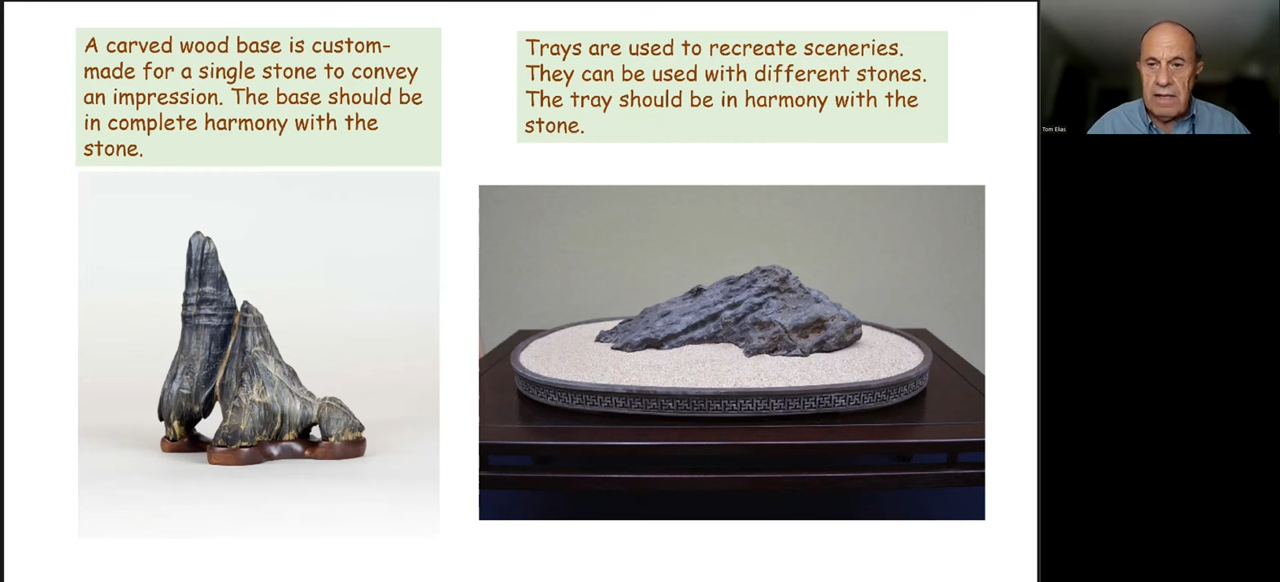 A carved wood base is custom-
made for a single stone to convey
an impression. The base should be
in complete harmony with the
stone.
Trays are used to recreate sceneries.
They can be used with different stones.
The tray should be in harmony with the
stone.
Tom Elias